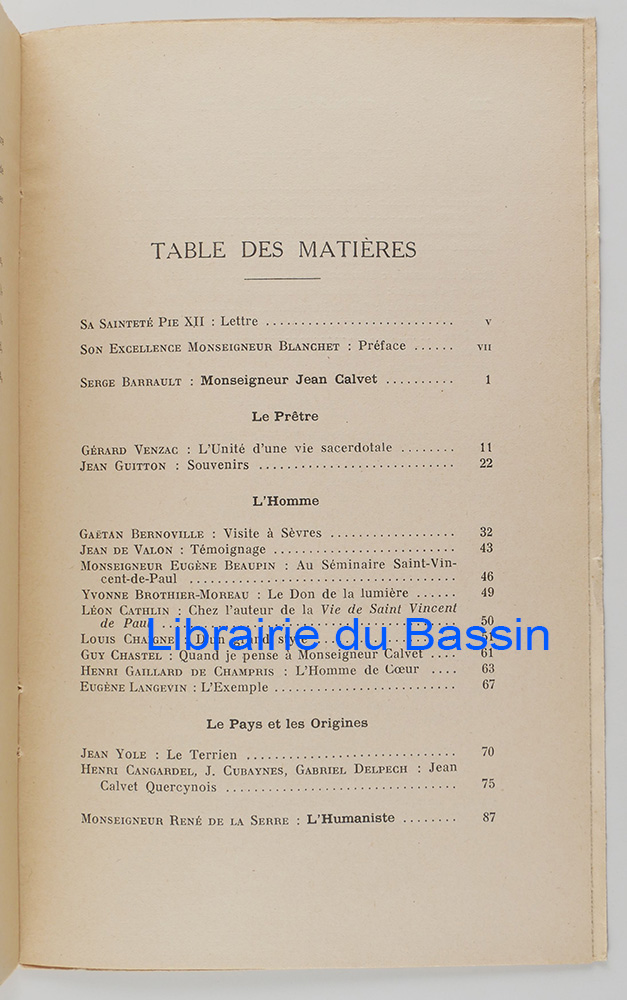 TABLE DES MATIÈRES
SA SAINTETÉ PIE XII : Lettre .......................... V
SON EXCELLENCE MONSEIGNEUR BLANCHET : Préface ...... VII
SERGE BARRAULT : Monseigneur Jean Calvet .......... 1
Le Prêtre
GÉRARD VENZAC : L'Unité d'une vie sacerdotale ........ 11
JEAN GUITTON : Souvenirs ........................... 22
L'Homme
GAËTAN BERNOVILLE : Visite à Sèvres .................. 32
JEAN DE VALON : Témoignage ......................... 43
MONSEIGNEUR EUGÈNE BEAUPIN : Au Séminaire Saint-Vin-
cent-de-Paul ..................................... 46
YVONNE BROTHIER-MOREAU : Le Don de la lumière ...... 49
LÉON CATHLIN : Chez l'auteur de la Vie de Saint Vincent
de Paul ........................................ 50
LOUIS CHAIGNE : D'un grand style
Librairie du Bassin
GUY CHASTEL : Quand je pense à Monseigneur Calvet .... 61
HENRI GAILLARD DE CHAMPRIS : L'Homme de Cœur .... 63
EUGÈNE LANGEVIN : L'Exemple ......................... 67
Le Pays et les Origines
JEAN YOLE : Le Terrien .............................. 70
HENRI CANGARDEL, J. CUBAYNES, GABRIEL DELPECH : Jean
Calvet Quercynois ................................. 75
MONSEIGNEUR RENÉ DE LA SERRE : L'Humaniste ........ 87